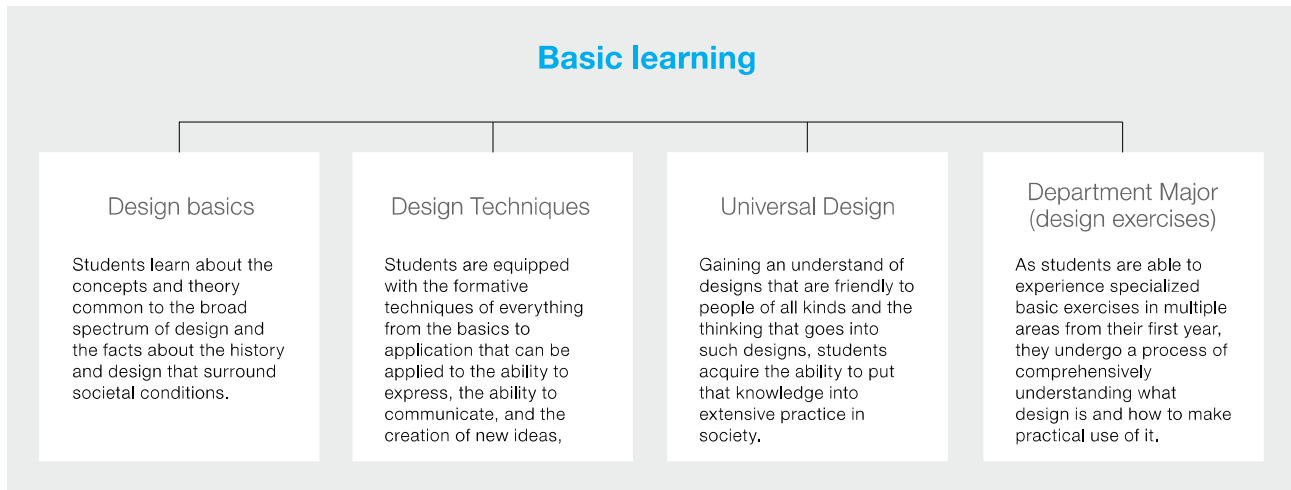 Basic learning
Design basics
Students learn about the
concepts and theory
common to the broad
spectrum of design and
the facts about the history
and design that surround
societal conditions.
Design Techniques
Students are equipped
with the formative
techniques of everything
from the basics to
application that can be
applied to the ability to
express, the ability to
communicate, and the
creation of new ideas,
Universal Design
Gaining an understand of
designs that are friendly to
people of all kinds and the
thinking that goes into
such designs, students
acquire the ability to put
that knowledge into
extensive practice in
society.
Department Major
(design exercises)
As students are able to
experience specialized
basic exercises in multiple
areas from their first year,
they undergo a process of
comprehensively
understanding what
design is and how to make
practical use of it.